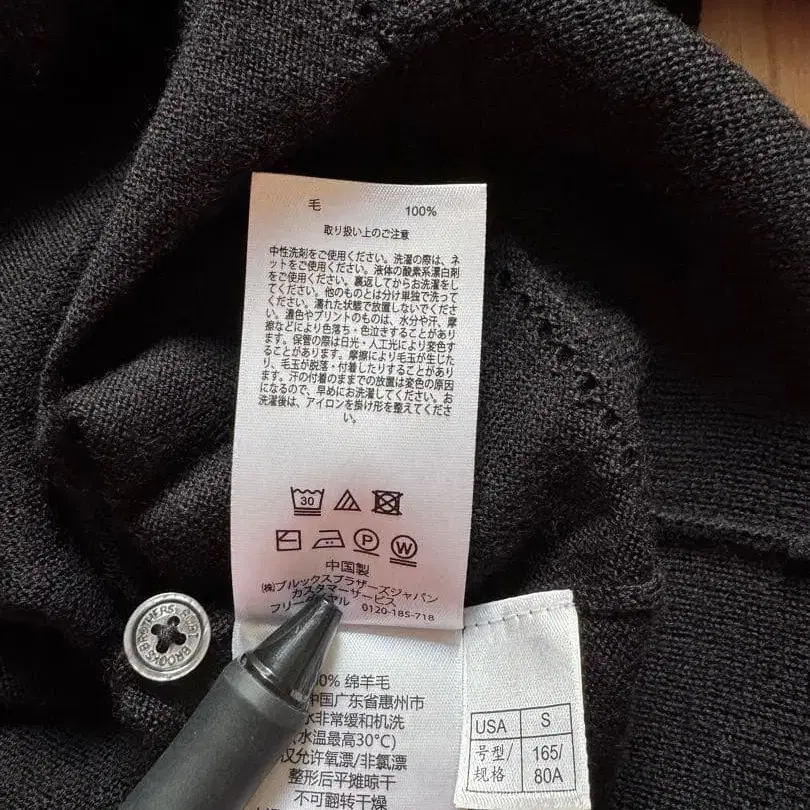 毛 100%
取り扱い上のご注意
中性洗剤をご使用ください。洗濯の際は、ネ
ットをご使用ください。液体の酸素系漂白剤
をご使用ください。裏返してからお洗濯をし
てください。他のものとは分け単独で洗って
ください。濡れた状態で放置しないでくださ
い。濃色やプリントのものは、水分や汗、摩
擦などにより色落ち・色泣きすることがあり
ます。保管の際は日光・人工光により変色す
ることがあります。摩擦により毛玉が生じた
り、毛玉が脱落・付着したりすることがあり
ます。汗の付着のままでの放置は変色の原因
になるので、早めにお洗濯してください。お
洗濯後は、アイロンを掛け形を整えてくださ
い。
30
P W
中国製
(株)ブルックスブラザーズジャパン
カスタマーサービス
フリー ヤル 0120-185-718
BROOKS BROTHERS
0% 绵羊毛
中国广东省惠州市
水非常缓和机洗
(水温最高30°C)
仅允许氧漂/非氯漂
整形后平摊晾干
不可翻转干燥
USA S
号型/ 165/
规格 80A